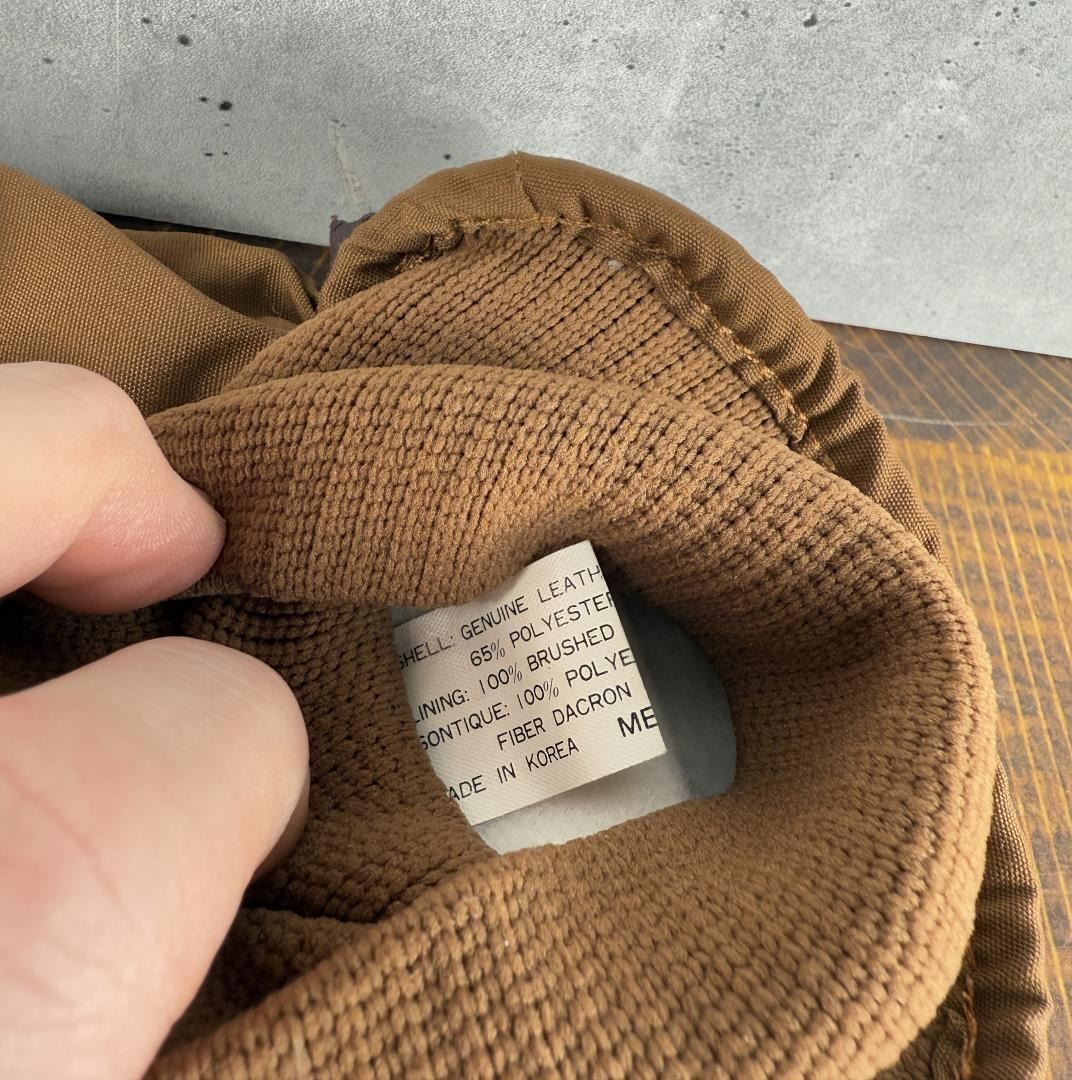 SHELL: GENUINE LEATH
65% POLYESTER
LINING: 100% BRUSHED
SONTIQUE: 100% POLYE
FIBER DACRON
ADE IN KOREA ME